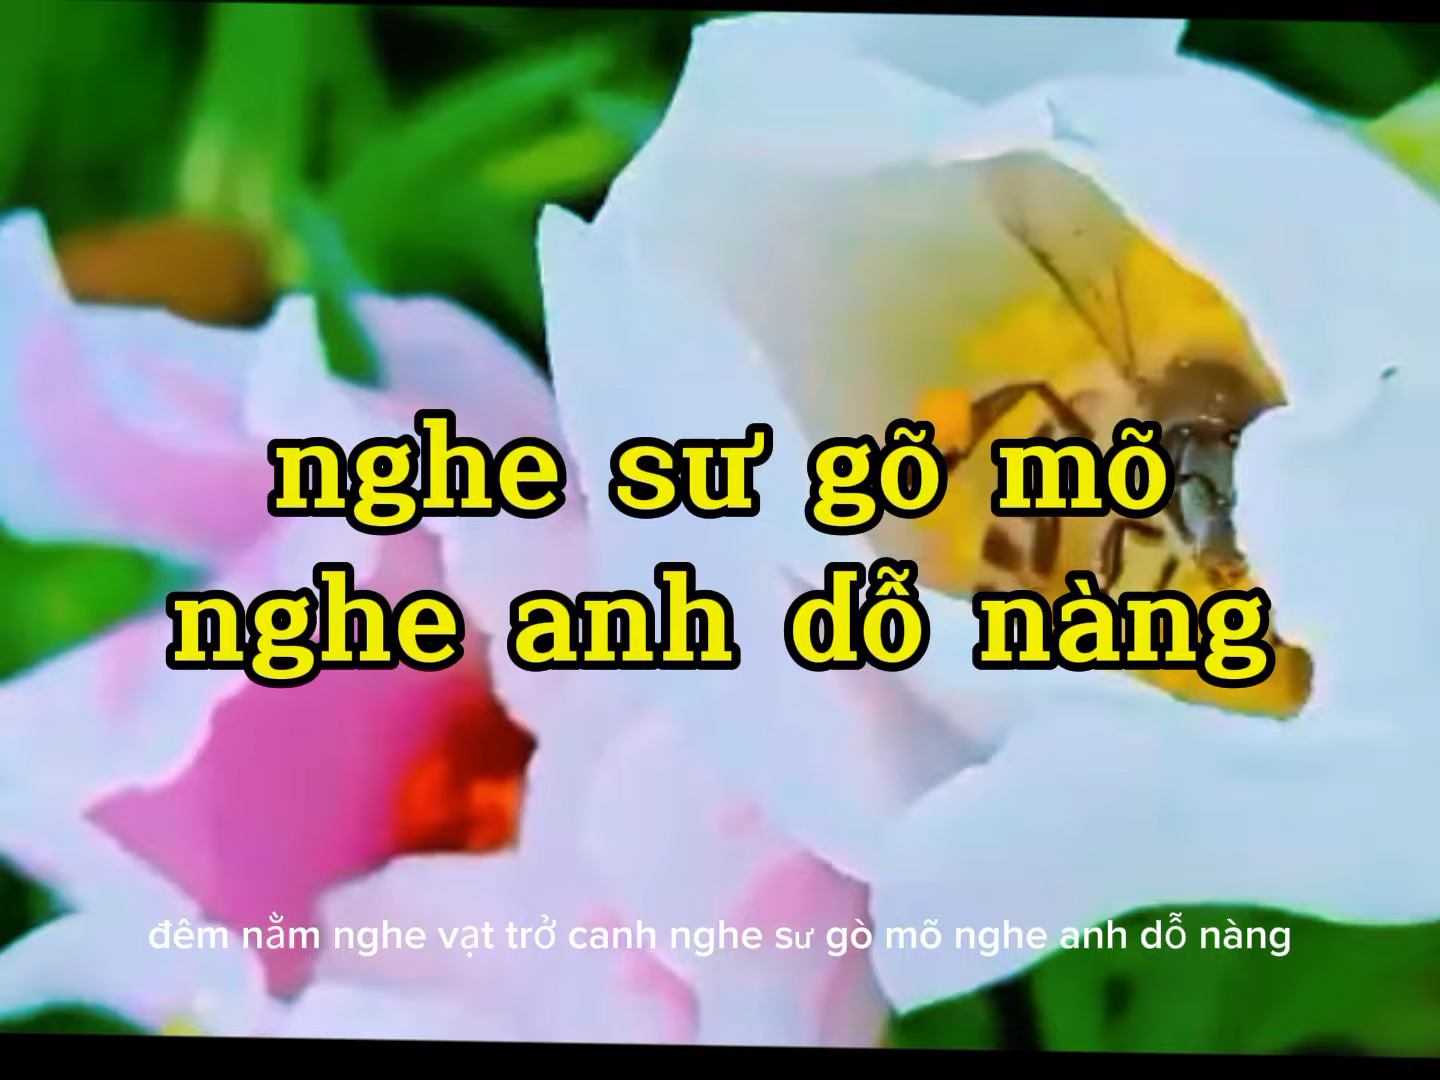 nghe sư gõ mõ
nghe anh dỗ nàng
đêm nằm nghe vạt trở canh nghe sư gò mõ nghe anh dỗ nàng